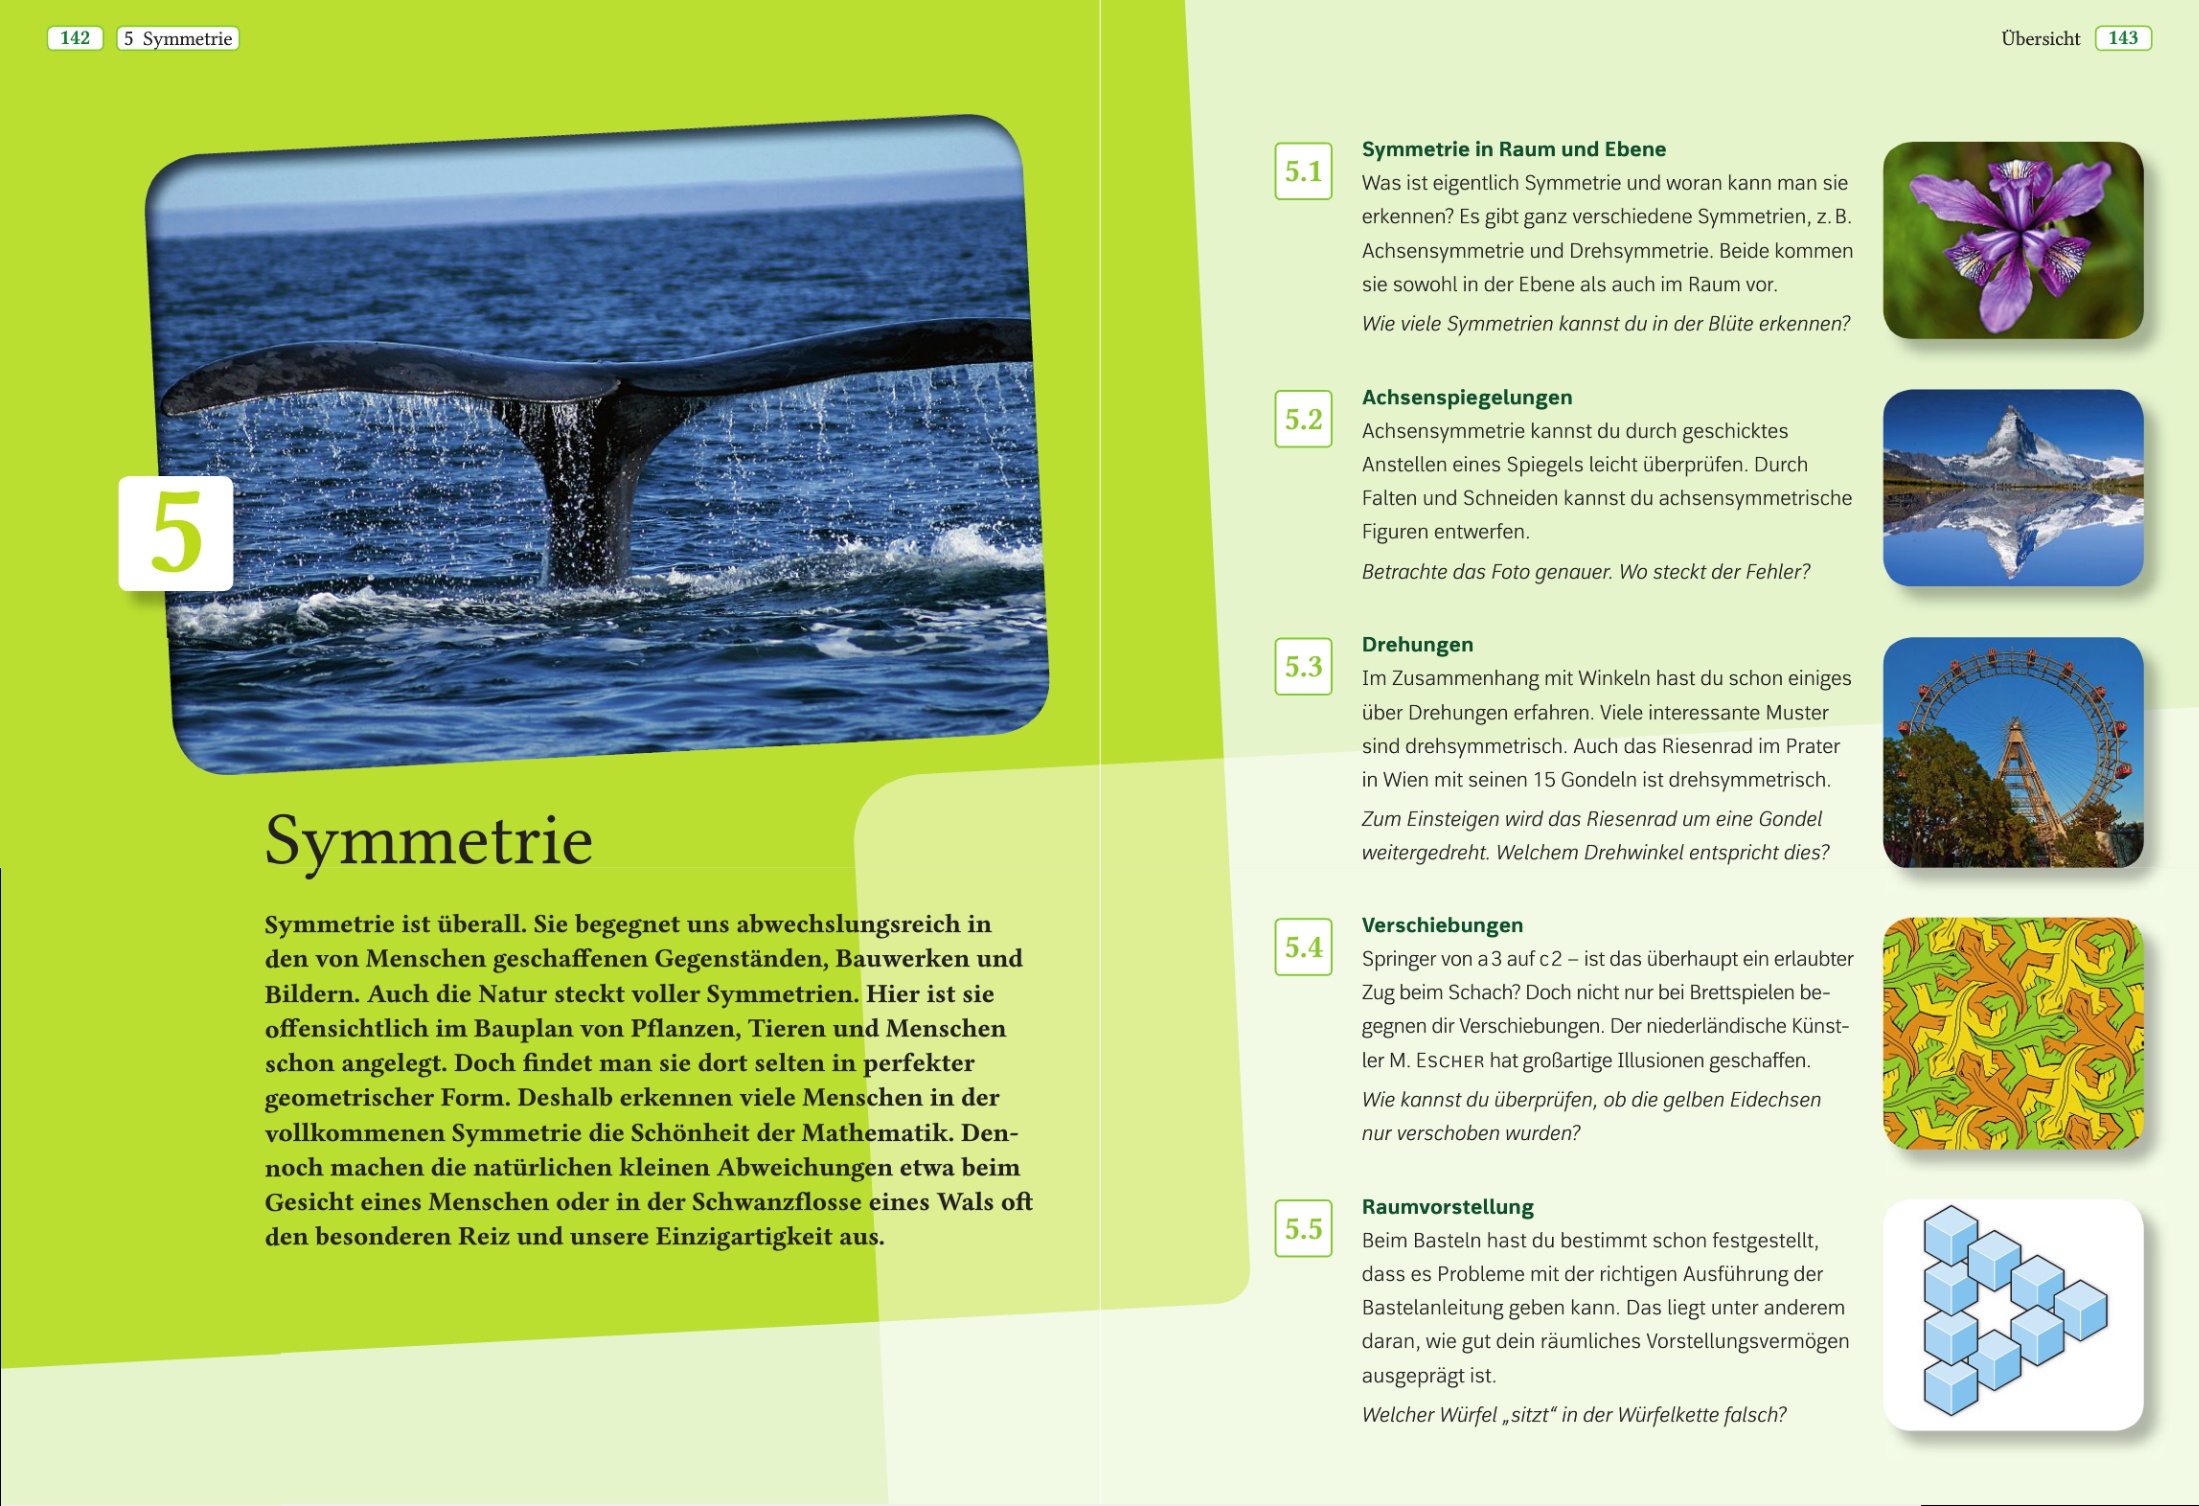 142 5 Symmetrie
Übersicht 143
5
Symmetrie
Symmetrie ist überall. Sie begegnet uns abwechslungsreich in
den von Menschen geschaffenen Gegenständen, Bauwerken und
Bildern. Auch die Natur steckt voller Symmetrien. Hier ist sie
offensichtlich im Bauplan von Pflanzen, Tieren und Menschen
schon angelegt. Doch findet man sie dort selten in perfekter
geometrischer Form. Deshalb erkennen viele Menschen in der
vollkommenen Symmetrie die Schönheit der Mathematik. Den-
noch machen die natürlichen kleinen Abweichungen etwa beim
Gesicht eines Menschen oder in der Schwanzflosse eines Wals oft
den besonderen Reiz und unsere Einzigartigkeit aus.
5.1
Symmetrie in Raum und Ebene
Was ist eigentlich Symmetrie und woran kann man sie
erkennen? Es gibt ganz verschiedene Symmetrien, z. B.
Achsensymmetrie und Drehsymmetrie. Beide kommen
sie sowohl in der Ebene als auch im Raum vor.
Wie viele Symmetrien kannst du in der Blüte erkennen?
5.2
Achsenspiegelungen
Achsensymmetrie kannst du durch geschicktes
Anstellen eines Spiegels leicht überprüfen. Durch
Falten und Schneiden kannst du achsensymmetrische
Figuren entwerfen.
Betrachte das Foto genauer. Wo steckt der Fehler?
5.3
Drehungen
Im Zusammenhang mit Winkeln hast du schon einiges
über Drehungen erfahren. Viele interessante Muster
sind drehsymmetrisch. Auch das Riesenrad im Prater
in Wien mit seinen 15 Gondeln ist drehsymmetrisch.
Zum Einsteigen wird das Riesenrad um eine Gondel
weitergedreht. Welchem Drehwinkel entspricht dies?
5.4
Verschiebungen
Springer von a 3 auf c 2 – ist das überhaupt ein erlaubter
Zug beim Schach? Doch nicht nur bei Brettspielen be-
gegnen dir Verschiebungen. Der niederländische Künst-
ler M. ESCHER hat großartige Illusionen geschaffen.
Wie kannst du überprüfen, ob die gelben Eidechsen
nur verschoben wurden?
5.5
Raumvorstellung
Beim Basteln hast du bestimmt schon festgestellt,
dass es Probleme mit der richtigen Ausführung der
Bastelanleitung geben kann. Das liegt unter anderem
daran, wie gut dein räumliches Vorstellungsvermögen
ausgeprägt ist.
Welcher Würfel „sitzt“ in der Würfelkette falsch?